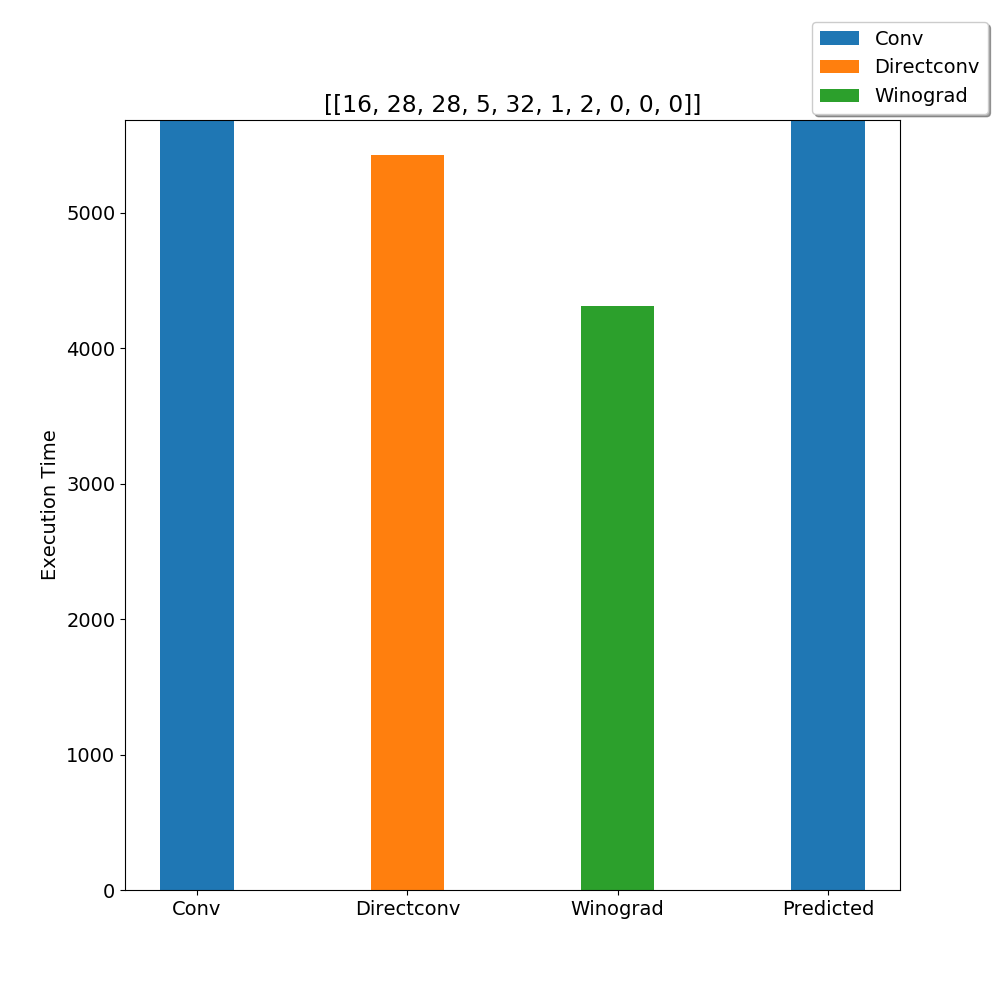 Conv
Directconv
Winograd
[[16, 28, 28, 5, 32, 1, 2, 0, 0, 0]]
5000
4000
3000
2000
1000
0
Execution Time
Conv Directconv Winograd Predicted